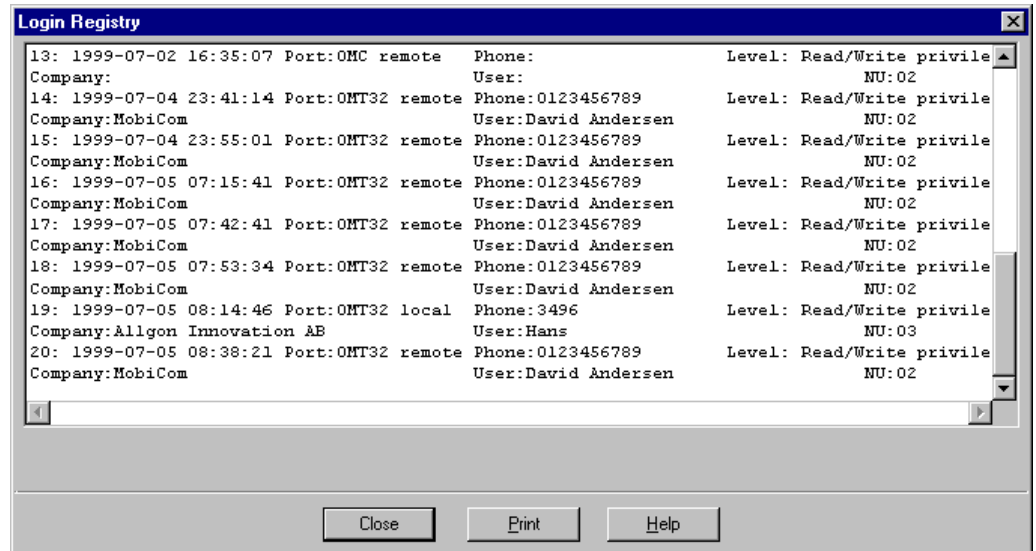 Login Registry
13: 1999-07-02 16:35:07 Port:OMC remote Phone: Level: Read/Write privile
Company: User: NU:02
14: 1999-07-04 23:41:14 Port:OMT32 remote Phone:0123456789 Level: Read/Write privile
Company:MobiCom User:David Andersen NU:02
15: 1999-07-04 23:55:01 Port:OMT32 remote Phone:0123456789 Level: Read/Write privile
Company:MobiCom User:David Andersen NU:02
16: 1999-07-05 07:15:41 Port:OMT32 remote Phone:0123456789 Level: Read/Write privile
Company:MobiCom User:David Andersen NU:02
17: 1999-07-05 07:42:41 Port:OMT32 remote Phone:0123456789 Level: Read/Write privile
Company:MobiCom User:David Andersen NU:02
18: 1999-07-05 07:53:34 Port:OMT32 remote Phone:0123456789 Level: Read/Write privile
Company:MobiCom User:David Andersen NU:02
19: 1999-07-05 08:14:46 Port:OMT32 local Phone:3496 Level: Read/Write privile
Company:Allgon Innovation AB User:Hans NU:03
20: 1999-07-05 08:38:21 Port:OMT32 remote Phone:0123456789 Level: Read/Write privile
Company:MobiCom User:David Andersen NU:02
Close Print Help